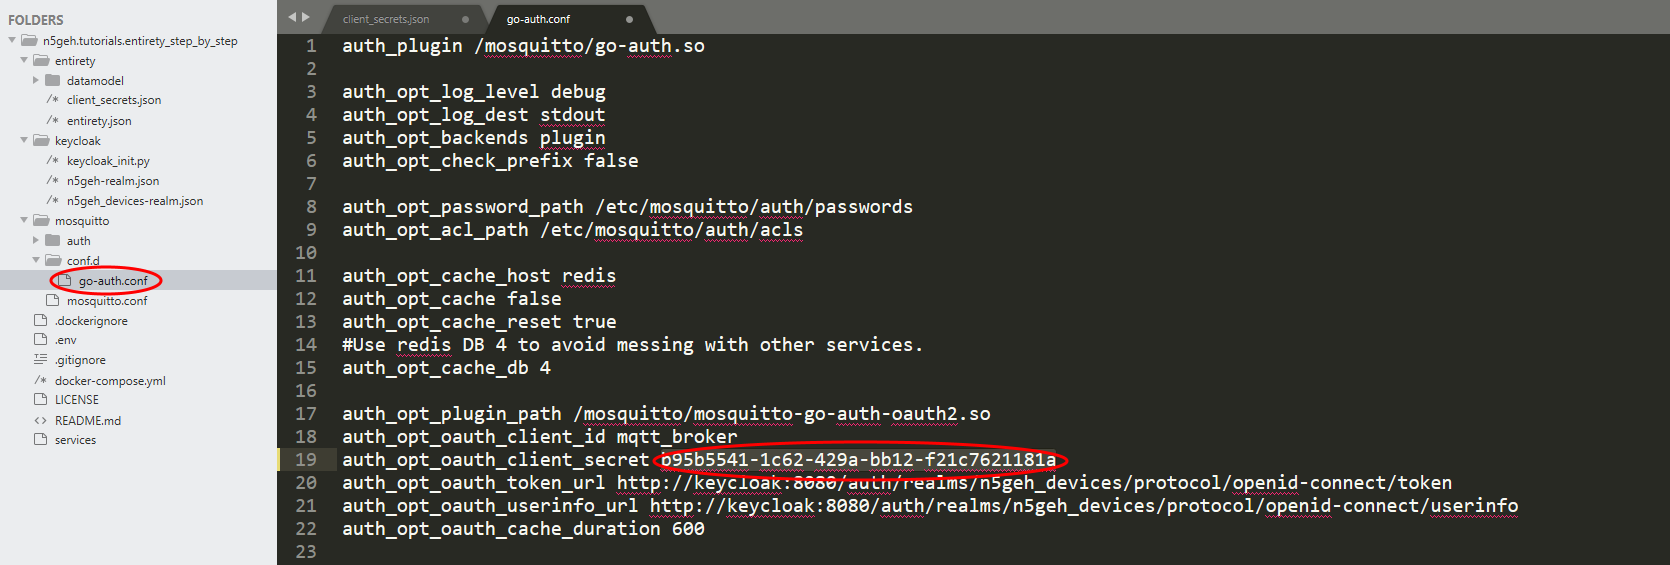 FOLDERS
n5geh.tutorials.entirety_step_by_step
entirety
datamodel
/* client_secrets.json
/* entirety.json
keycloak
/* keycloak_init.py
/* n5geh-realm.json
/* n5geh_devices-realm.json
mosquitto
auth
conf.d
go-auth.conf
mosquitto.conf
.dockerignore
.env
.gitignore
/* docker-compose.yml
LICENSE
<> README.md
services
client_secrets.json
go-auth.conf
1 auth_plugin /mosquitto/go-auth.so
2
3 auth_opt_log_level debug
4 auth_opt_log_dest stdout
5 auth_opt_backends plugin
6 auth_opt_check_prefix false
7
8 auth_opt_password_path /etc/mosquitto/auth/passwords
9 auth_opt_acl_path /etc/mosquitto/auth/acls
10
11 auth_opt_cache_host redis
12 auth_opt_cache false
13 auth_opt_cache_reset true
14 #Use redis DB 4 to avoid messing with other services.
15 auth_opt_cache_db 4
16
17 auth_opt_plugin_path /mosquitto/mosquitto-go-auth-oauth2.so
18 auth_opt_oauth_client_id mqtt_broker
19 auth_opt_oauth_client_secret b95b5541-1c62-429a-bb12-f21c7621181a
20 auth_opt_oauth_token_url http://keycloak:8080/auth/realms/n5geh_devices/protocol/openid-connect/token
21 auth_opt_oauth_userinfo_url http://keycloak:8080/auth/realms/n5geh_devices/protocol/openid-connect/userinfo
22 auth_opt_oauth_cache_duration 600
23